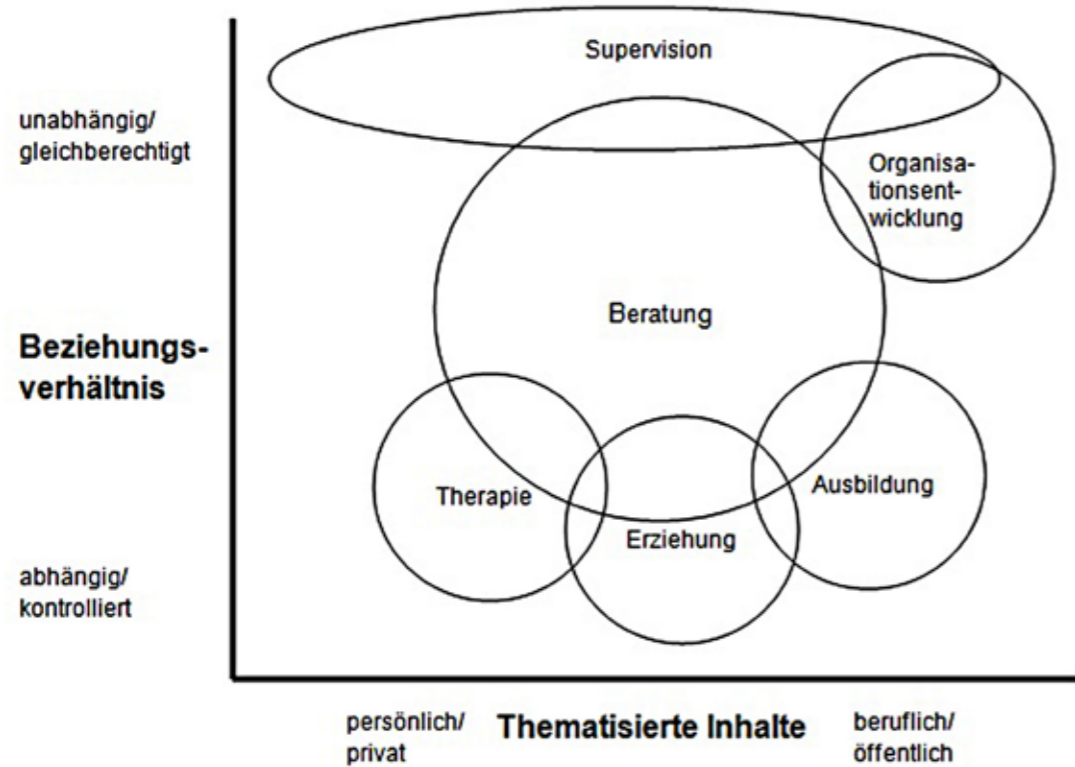 Supervision
unabhängig/
gleichberechtigt
Organisa-
tionsent-
wicklung
Beratung
Beziehungs-
verhältnis
Therapie
Ausbildung
Erziehung
abhängig/
kontrolliert
persönlich/
privat
Thematisierte Inhalte
beruflich/
öffentlich